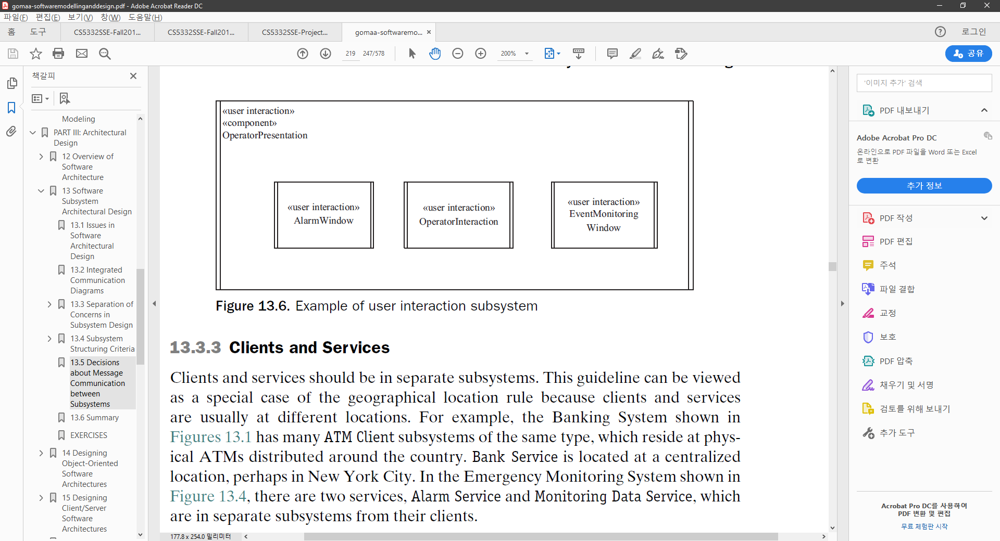 gomaa-softwaremodellinganddesign.pdf - Adobe Acrobat Reader DC
파일(F) 편집(E) 보기(V) 창(W) 도움말(H)
홈 도구 CS5332SSE-Fall201... CS5332SSE-Fall201... CS5332SSE-Project... gomaa-softwaremo... 로그인
219 247/578 200% 공유
책갈피
Modeling
PART III: Architectural
Design
12 Overview of
Software
Architecture
13 Software
Subsystem
Architectural Design
13.1 Issues in
Software
Architectural
Design
13.2 Integrated
Communication
Diagrams
13.3 Separation of
Concerns in
Subsystem Design
13.4 Subsystem
Structuring Criteria
13.5 Decisions
about Message
Communication
between
Subsystems
13.6 Summary
EXERCISES
14 Designing
Object-Oriented
Software
Architectures
15 Designing
Client/Server
Software
Architectures
«user interaction»
«component»
OperatorPresentation
«user interaction»
AlarmWindow
«user interaction»
OperatorInteraction
«user interaction»
EventMonitoring
Window
Figure 13.6. Example of user interaction subsystem
13.3.3 Clients and Services
Clients and services should be in separate subsystems. This guideline can be viewed
as a special case of the geographical location rule because clients and services
are usually at different locations. For example, the Banking System shown in
Figures 13.1 has many ATM Client subsystems of the same type, which reside at phys-
ical ATMs distributed around the country. Bank Service is located at a centralized
location, perhaps in New York City. In the Emergency Monitoring System shown in
Figure 13.4, there are two services, Alarm Service and Monitoring Data Service, which
are in separate subsystems from their clients.
177.8 x 254.0 밀리미터
'이미지 추가' 검색
PDF 내보내기
Adobe Acrobat Pro DC
온라인으로 PDF 파일을 Word 또는 Excel
로 변환
추가 정보
PDF 작성
PDF 편집
주석
파일 결합
교정
보호
PDF 압축
채우기 및 서명
검토를 위해 보내기
추가 도구
Acrobat Pro DC를 사용하여
PDF 변환 및 편집
무료 체험판 시작